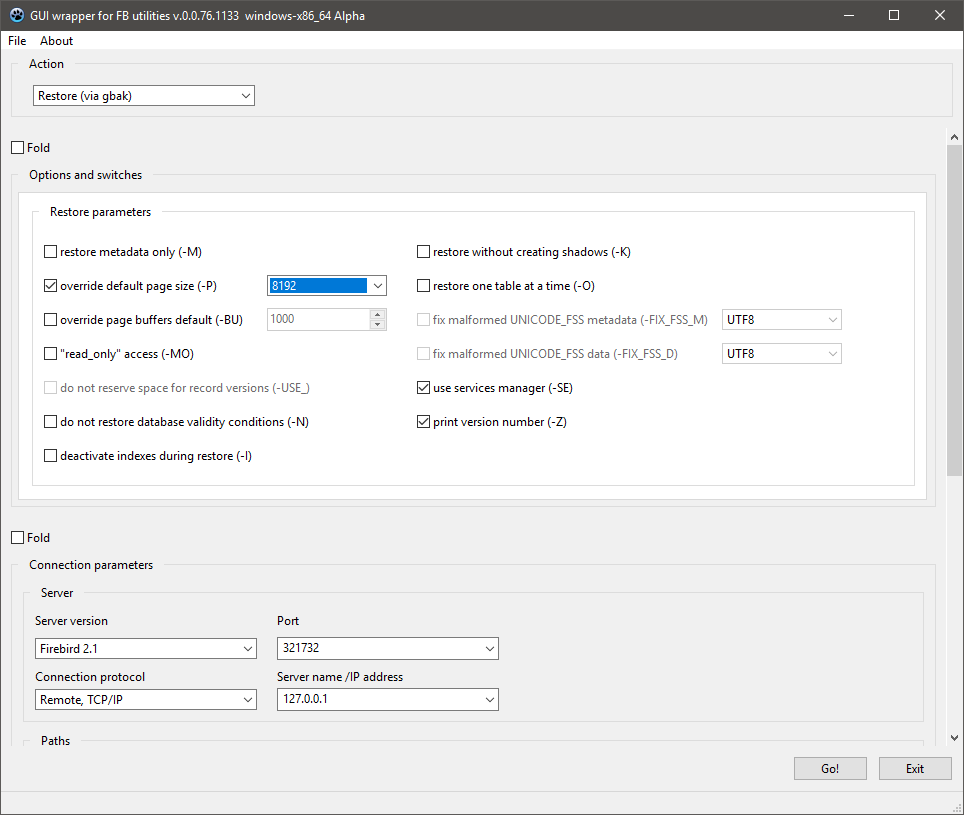 GUI wrapper for FB utilities v.0.0.76.1133 windows-x86_64 Alpha
File About
Action
Restore (via gbak)
Fold
Options and switches
Restore parameters
restore metadata only (-M)
restore without creating shadows (-K)
override default page size (-P) 8192
restore one table at a time (-O)
override page buffers default (-BU) 1000
fix malformed UNICODE_FSS metadata (-FIX_FSS_M) UTF8
"read_only" access (-MO)
fix malformed UNICODE_FSS data (-FIX_FSS_D) UTF8
do not reserve space for record versions (-USE_)
use services manager (-SE)
do not restore database validity conditions (-N)
print version number (-Z)
deactivate indexes during restore (-I)
Fold
Connection parameters
Server
Server version Port
Firebird 2.1 321732
Connection protocol Server name /IP address
Remote, TCP/IP 127.0.0.1
Paths
Go! Exit